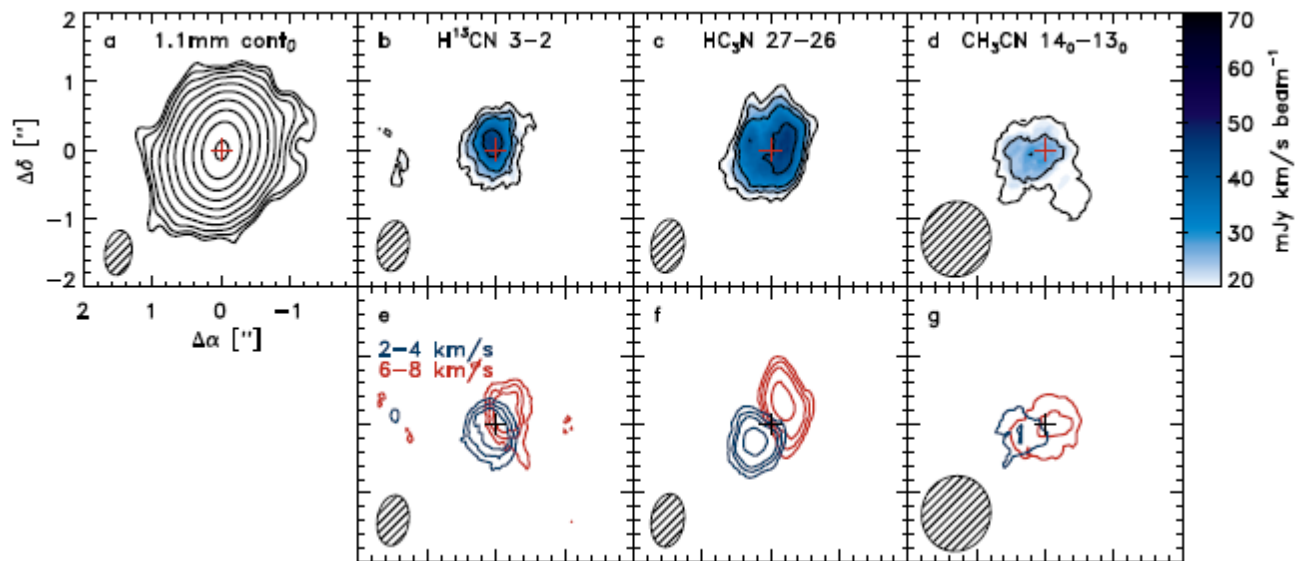 a 1.1mm cont₀
b H¹³CN 3−2
c HC₃N 27−26
d CH₃CN 14₀−13₀
2
1
0
−1
−2
Δδ ["]
2 1 0 −1
Δα ["]
70
60
50
40
30
20
mJy km/s bedm⁻¹
e
2−4 km/s
6−8 km/s
f
g